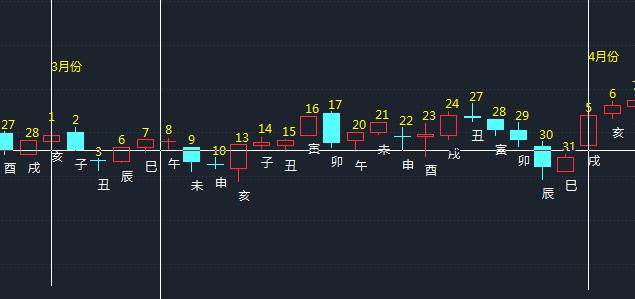 3月份
4月份
27 28 1 2 3 6 7 8 9 10 13 14 15 16 17 20 21 22 23 24 27 28 29 30 31 5 6 7
酉 戌 亥 子 丑 辰 巳 午 未 申 亥 子 丑 寅 卯 午 未 申 酉 戌 丑 寅 卯 辰 巳 戌 亥